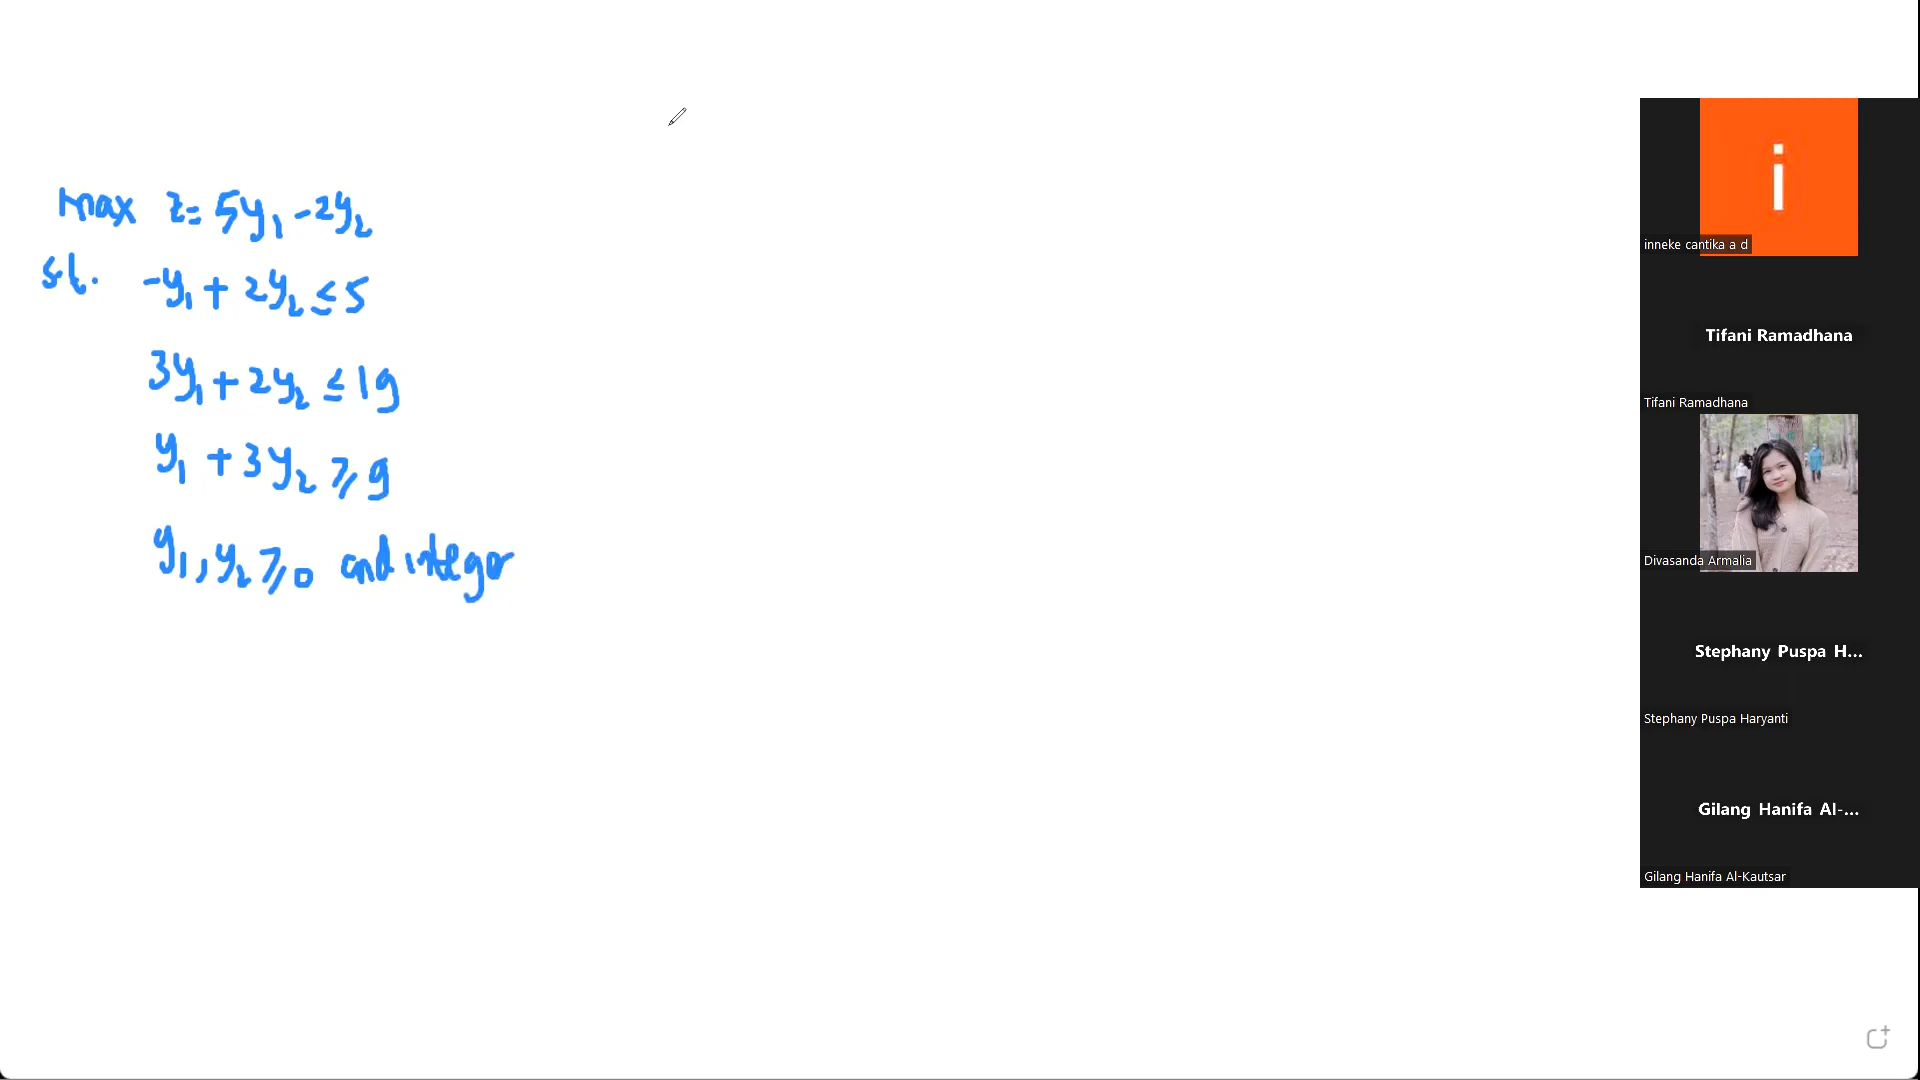 max z = 5y₁ - 2y₂
st. -y₁ + 2y₂ ≤ 5
3y₁ + 2y₂ ≤ 19
y₁ + 3y₂ ≥ 9
y₁, y₂ ≥ 0 and integer
i
inneke cantika a d
Tifani Ramadhana
Tifani Ramadhana
Divasanda Armalia
Stephany Puspa H...
Stephany Puspa Haryanti
Gilang Hanifa Al-...
Gilang Hanifa Al-Kautsar